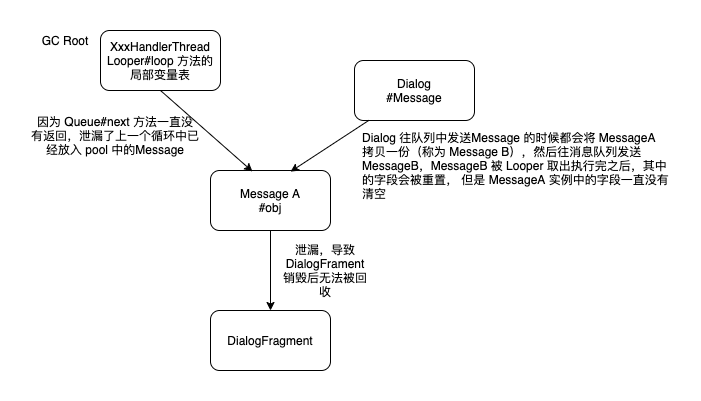 GC Root
XxxHandlerThread
Looper#loop 方法的
局部变量表
Dialog
#Message
因为 Queue#next 方法一直没
有返回，泄漏了上一个循环中已
经放入 pool 中的Message
Dialog 往队列中发送Message 的时候都会将 MessageA
拷贝一份（称为 Message B），然后往消息队列发送
MessageB，MessageB 被 Looper 取出执行完之后，其中
的字段会被重置， 但是 MessageA 实例中的字段一直没有
清空
Message A
#obj
泄漏，导致
DialogFrament
销毁后无法被回
收
DialogFragment